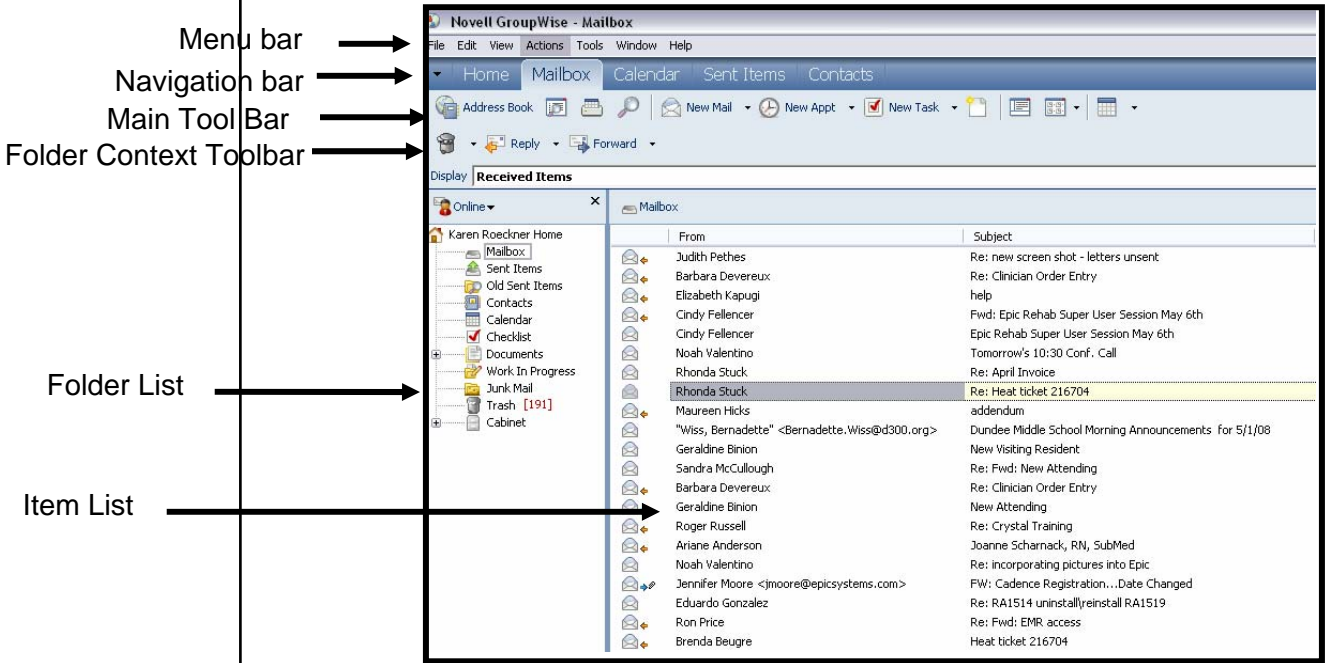 Novell GroupWise - Mailbox
Menu bar
File Edit View Actions Tools Window Help
Navigation bar
Home Mailbox Calendar Sent Items Contacts
Main Tool Bar
Address Book New Mail New Appt New Task
Folder Context Toolbar
Reply Forward
Display Received Items
Online Mailbox
Karen Roeckner Home
Mailbox
Sent Items
Old Sent Items
Contacts
Calendar
Checklist
Documents
Work In Progress
Junk Mail
Trash [191]
Cabinet
Folder List
Item List
From Subject
Judith Pethes Re: new screen shot - letters unsent
Barbara Devereux Re: Clinician Order Entry
Elizabeth Kapugi help
Cindy Fellencer Fwd: Epic Rehab Super User Session May 6th
Cindy Fellencer Epic Rehab Super User Session May 6th
Noah Valentino Tomorrow's 10:30 Conf. Call
Rhonda Stuck Re: April Invoice
Rhonda Stuck Re: Heat ticket 216704
Maureen Hicks addendum
"Wiss, Bernadette" <Bernadette.Wiss@d300.org> Dundee Middle School Morning Announcements for 5/1/08
Geraldine Binion New Visiting Resident
Sandra McCullough Re: Fwd: New Attending
Barbara Devereux Re: Clinician Order Entry
Geraldine Binion New Attending
Roger Russell Re: Crystal Training
Ariane Anderson Joanne Scharnack, RN, SubMed
Noah Valentino Re: incorporating pictures into Epic
Jennifer Moore <jmoore@epicsystems.com> FW: Cadence Registration...Date Changed
Eduardo Gonzalez Re: RA1514 uninstall\reinstall RA1519
Ron Price Re: Fwd: EMR access
Brenda Beugre Heat ticket 216704